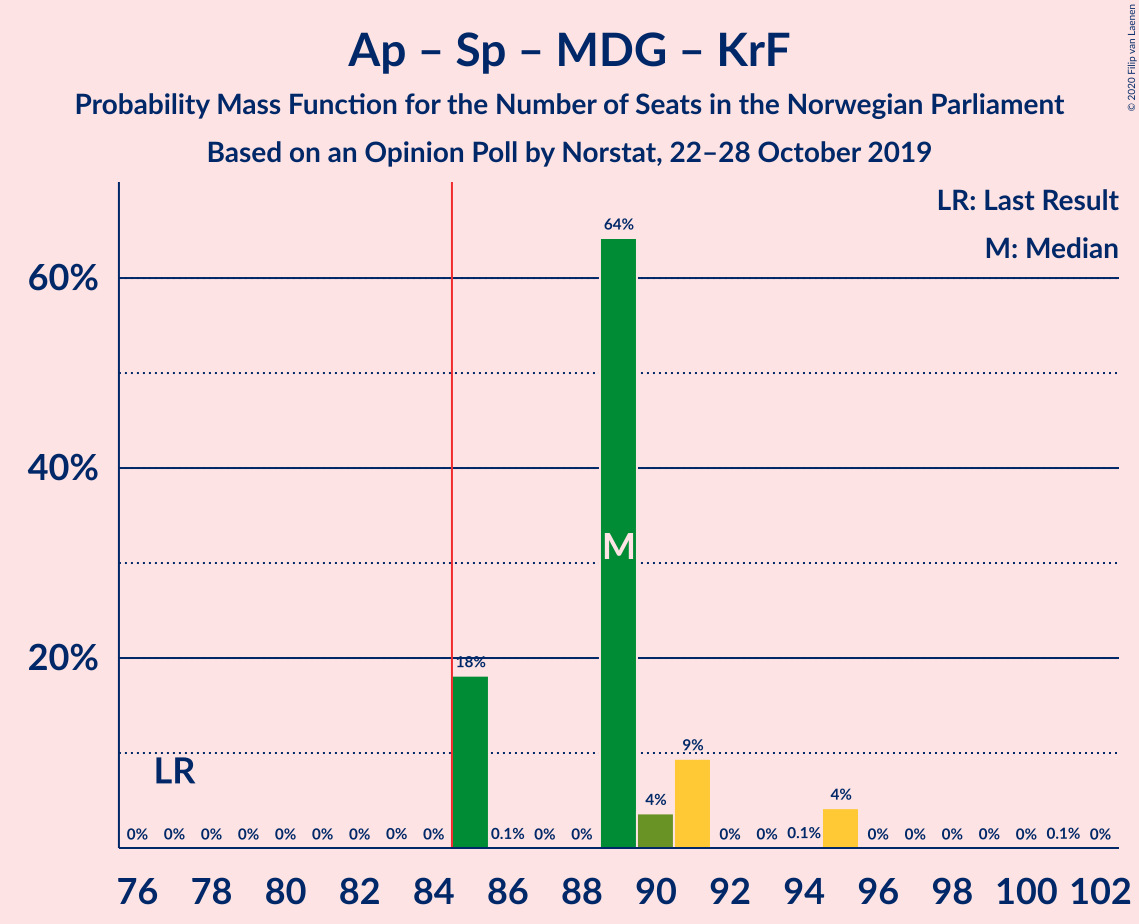 Ap – Sp – MDG – KrF
Probability Mass Function for the Number of Seats in the Norwegian Parliament
Based on an Opinion Poll by Norstat, 22–28 October 2019
© 2020 Filip van Laenen
LR: Last Result
M: Median
60%
40%
20%
64%
M
18%
9%
LR
4%
4%
0% 0% 0% 0% 0% 0% 0% 0% 0% 0.1% 0% 0% 0% 0% 0.1% 0% 0% 0% 0% 0% 0.1% 0%
76 78 80 82 84 86 88 90 92 94 96 98 100 102